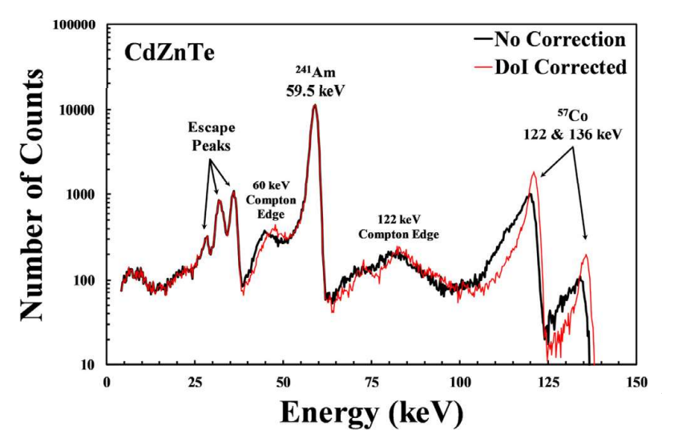 100000
CdZnTe
No Correction
DoI Corrected
²⁴¹Am
59.5 keV
10000
⁵⁷Co
122 & 136 keV
Escape
Peaks
1000
60 keV
Compton
Edge
122 keV
Compton Edge
100
10
0
25
50
75
100
125
150
Number of Counts
Energy (keV)